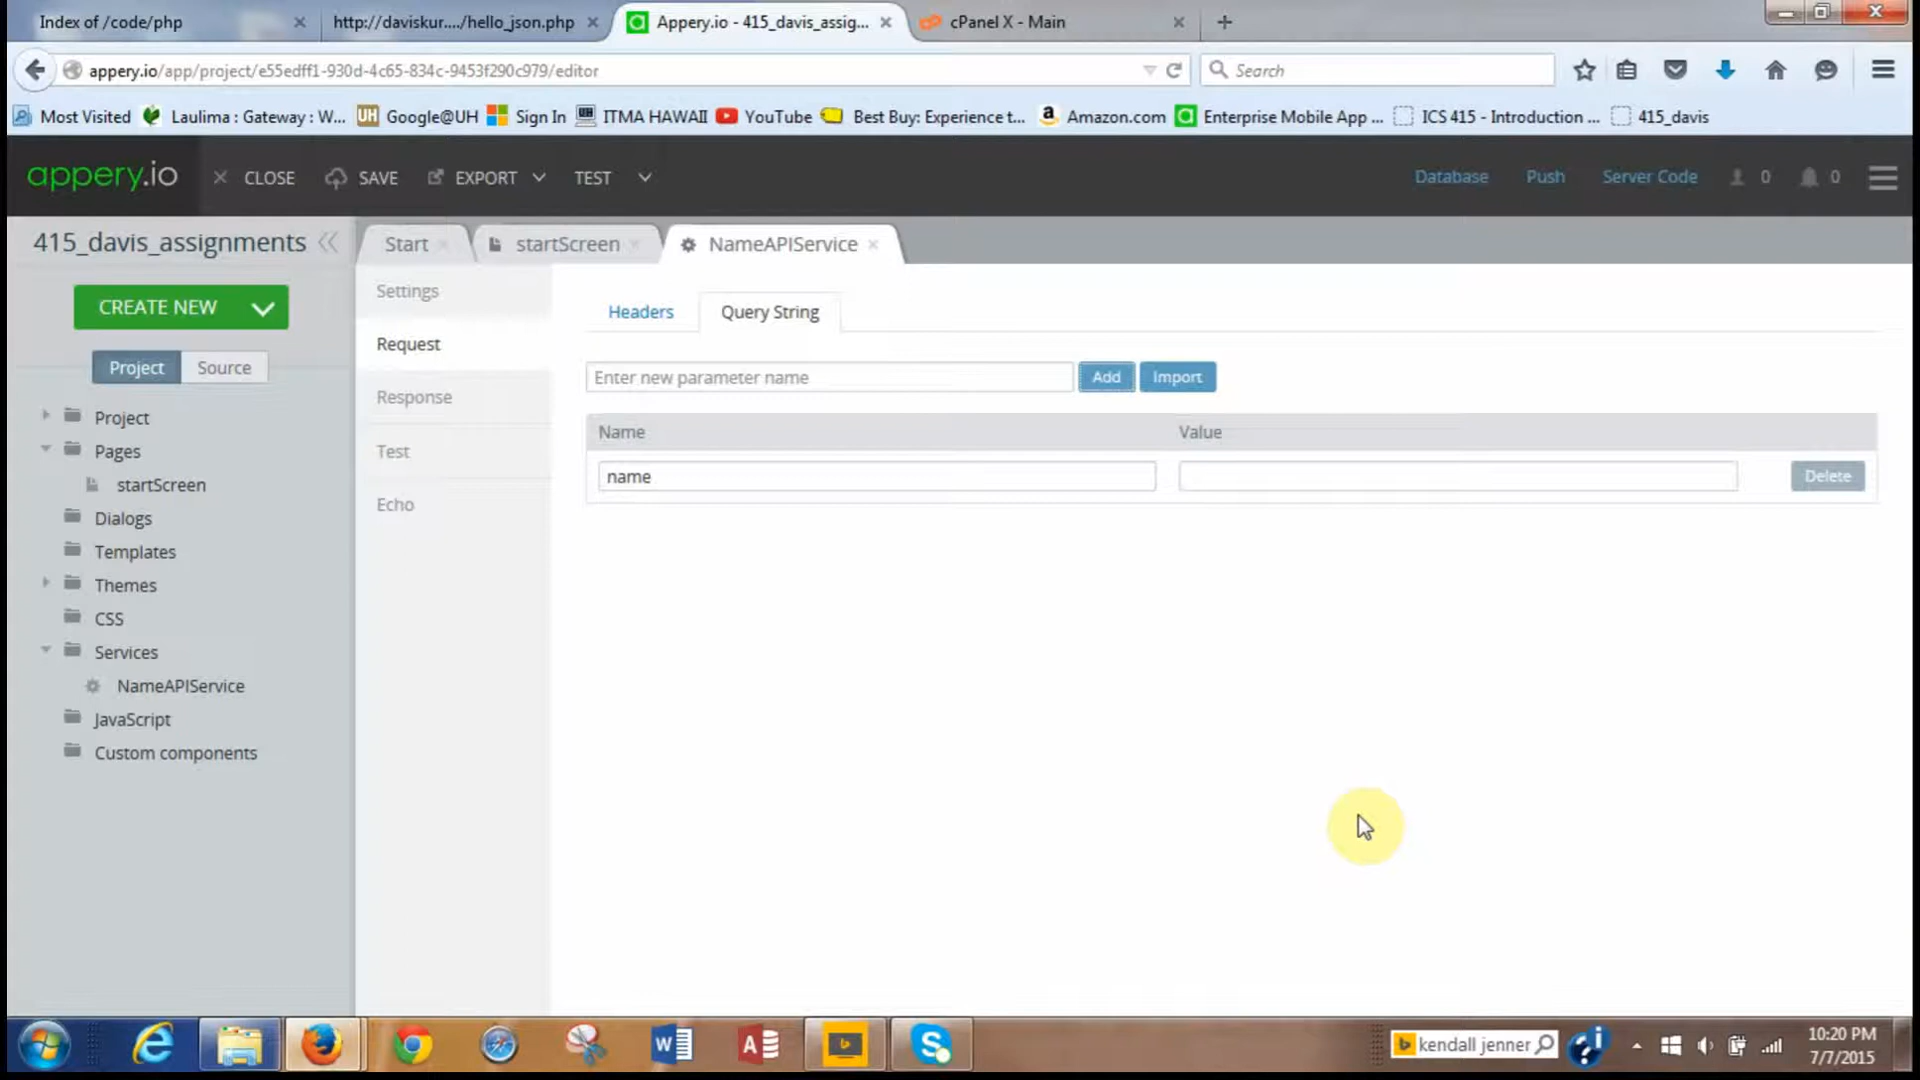 Index of /code/php
http://daviskur..../hello_json.php
Appery.io - 415_davis_assig...
cPanel X - Main
appery.io/app/project/e55edff1-930d-4c65-834c-9453f290c979/editor
Search
Most Visited
Laulima : Gateway : W...
UH Google@UH
Sign In
ITMA HAWAII
YouTube
Best Buy: Experience t...
a Amazon.com
Enterprise Mobile App ...
ICS 415 - Introduction ...
415_davis
appery.io
CLOSE
SAVE
EXPORT
TEST
Database
Push
Server Code
0
0
415_davis_assignments
Start
startScreen
NameAPIService
CREATE NEW
Project
Source
Project
Pages
startScreen
Dialogs
Templates
Themes
CSS
Services
NameAPIService
JavaScript
Custom components
Settings
Request
Response
Test
Echo
Headers
Query String
Enter new parameter name
Add
Import
Name
Value
name
Delete
kendall jenner
10:20 PM
7/7/2015